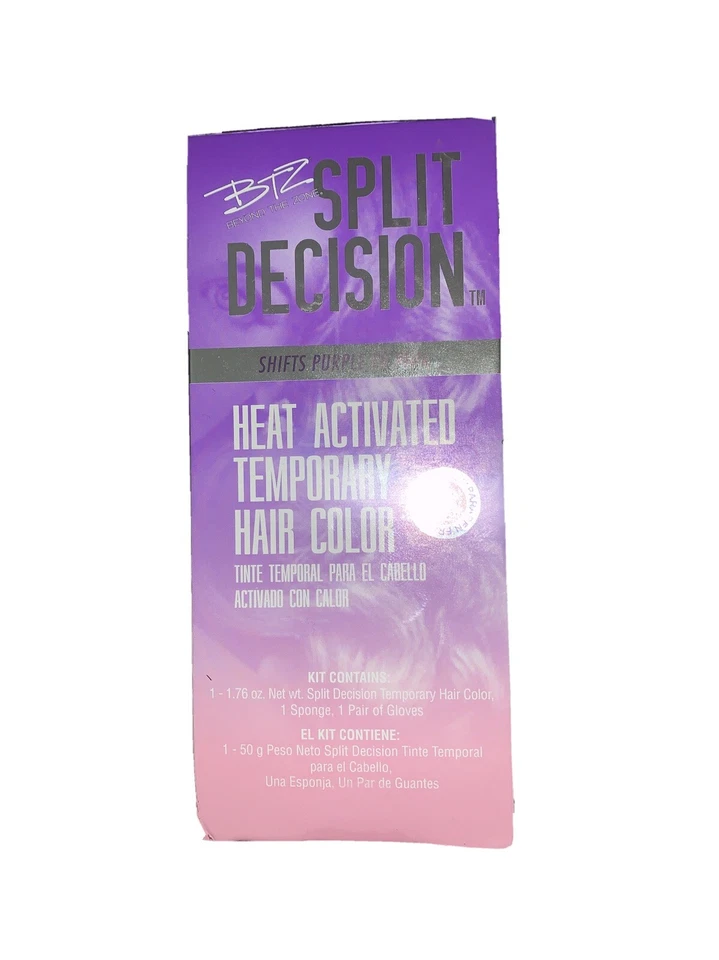 BTZ
BEYOND THE ZONE
SPLIT
DECISION™
SHIFTS PURPLE
HEAT ACTIVATED
TEMPORARY
HAIR COLOR
TINTE TEMPORAL PARA EL CABELLO
ACTIVADO CON CALOR
KIT CONTAINS:
1 - 1.76 oz. Net wt. Split Decision Temporary Hair Color,
1 Sponge, 1 Pair of Gloves
EL KIT CONTIENE:
1 - 50 g Peso Neto Split Decision Tinte Temporal
para el Cabello,
Una Esponja, Un Par de Guantes